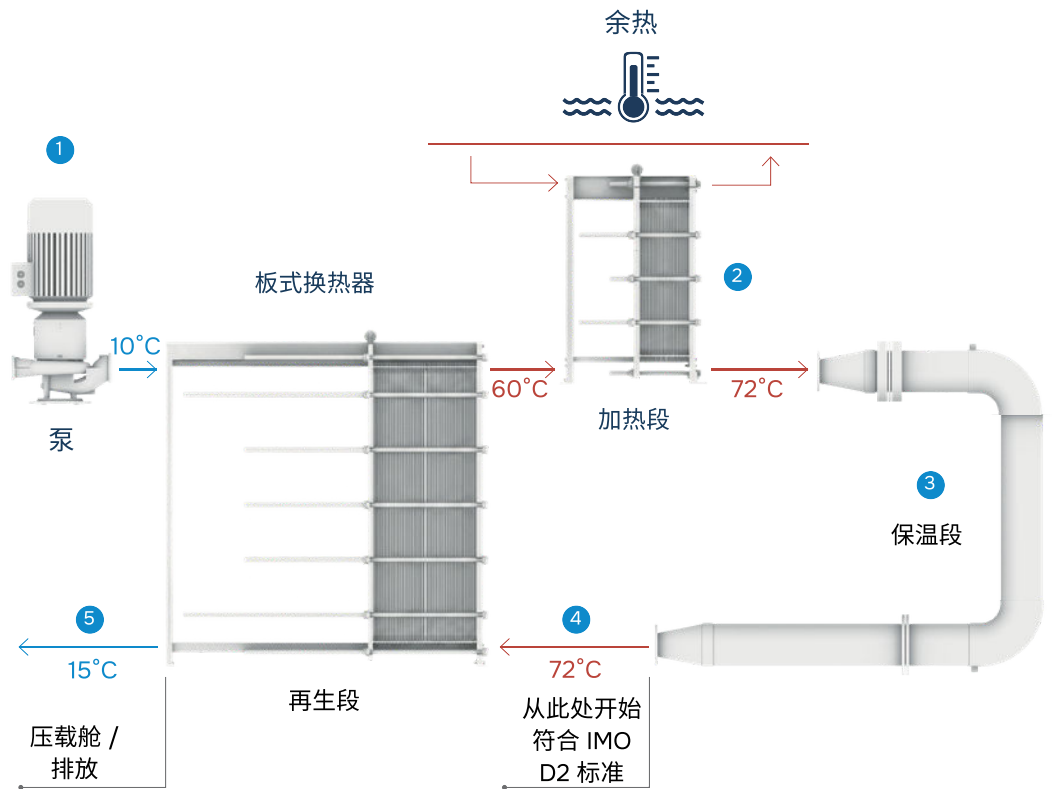 余热
1
板式换热器
2
10°C
60°C
72°C
泵
加热段
3
保温段
5
4
15°C
72°C
再生段
从此处开始
符合 IMO
D2 标准
压载舱 /
排放